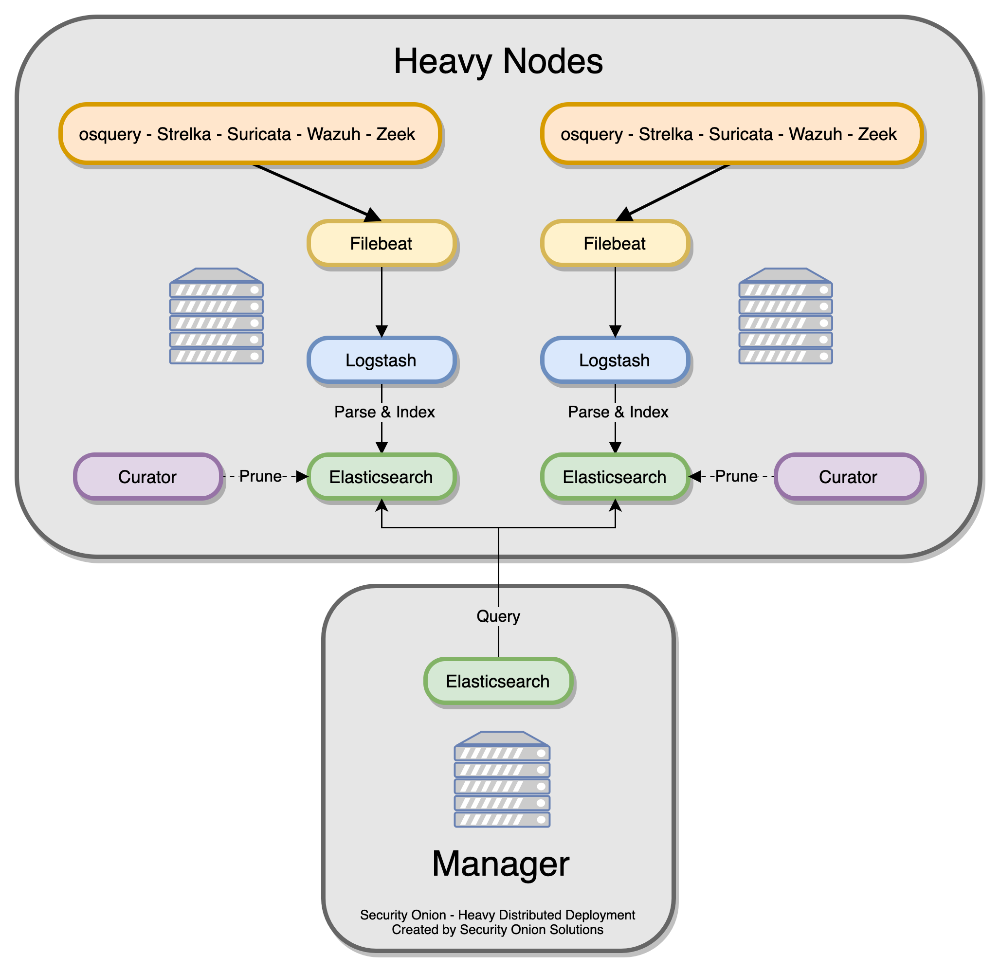 Heavy Nodes
osquery - Strelka - Suricata - Wazuh - Zeek
osquery - Strelka - Suricata - Wazuh - Zeek
Filebeat
Filebeat
Logstash
Logstash
Parse & Index
Parse & Index
Curator
Prune
Elasticsearch
Elasticsearch
Prune
Curator
Query
Elasticsearch
Manager
Security Onion - Heavy Distributed Deployment
Created by Security Onion Solutions